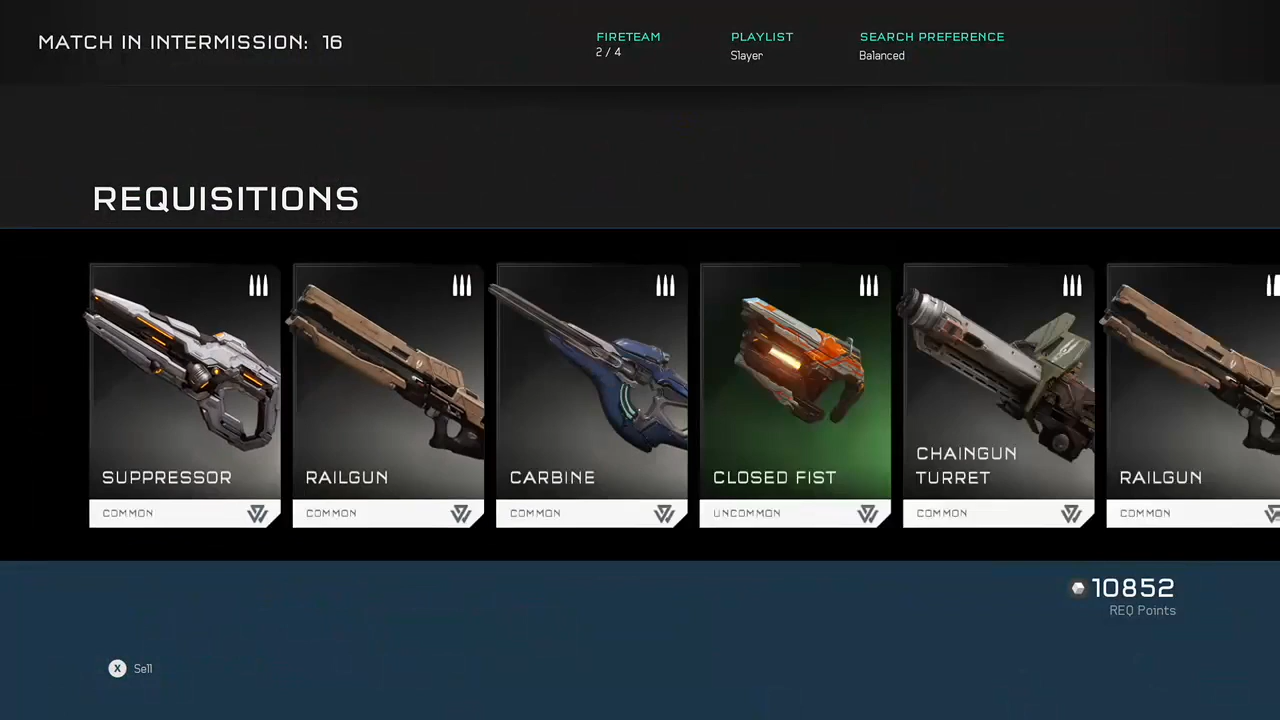 MATCH IN INTERMISSION: 16
FIRETEAM
2 / 4
PLAYLIST
Slayer
SEARCH PREFERENCE
Balanced
REQUISITIONS
SUPPRESSOR
COMMON
RAILGUN
COMMON
CARBINE
COMMON
CLOSED FIST
UNCOMMON
CHAINGUN
TURRET
COMMON
RAILGUN
COMMON
10852
REQ Points
X Sell